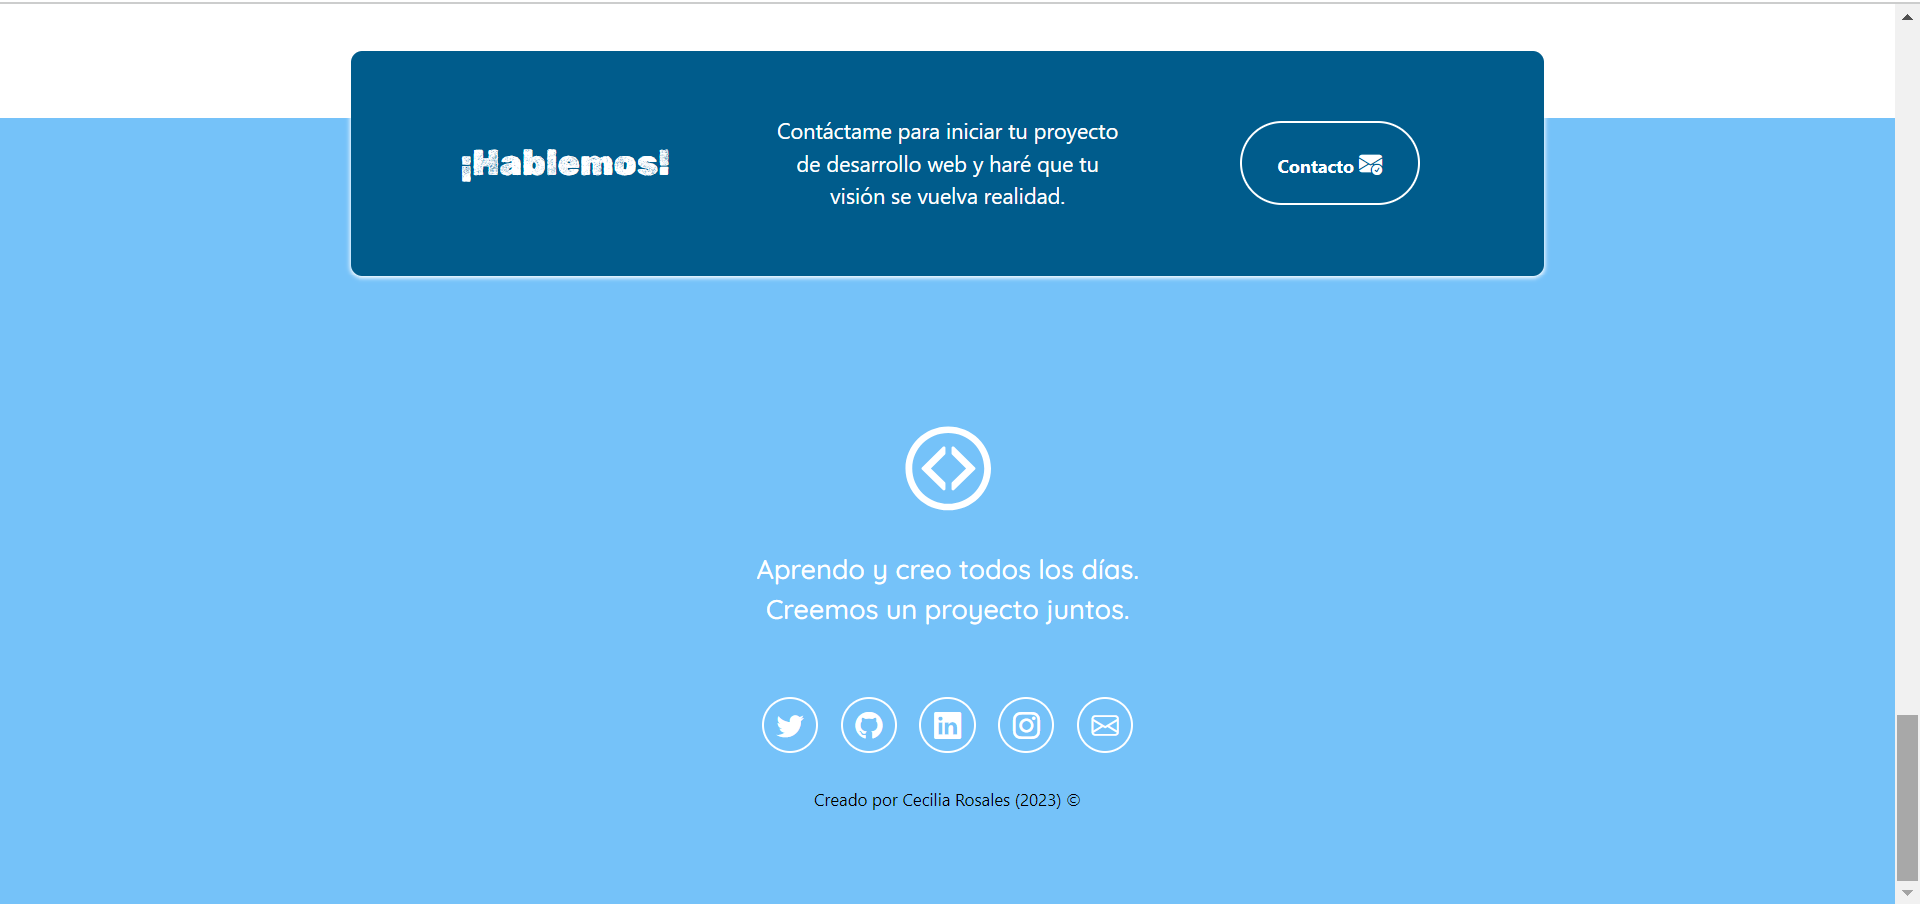 ¡Hablemos!
Contáctame para iniciar tu proyecto
de desarrollo web y haré que tu
visión se vuelva realidad.
Contacto
Aprendo y creo todos los días.
Creemos un proyecto juntos.
in
Creado por Cecilia Rosales (2023) ©